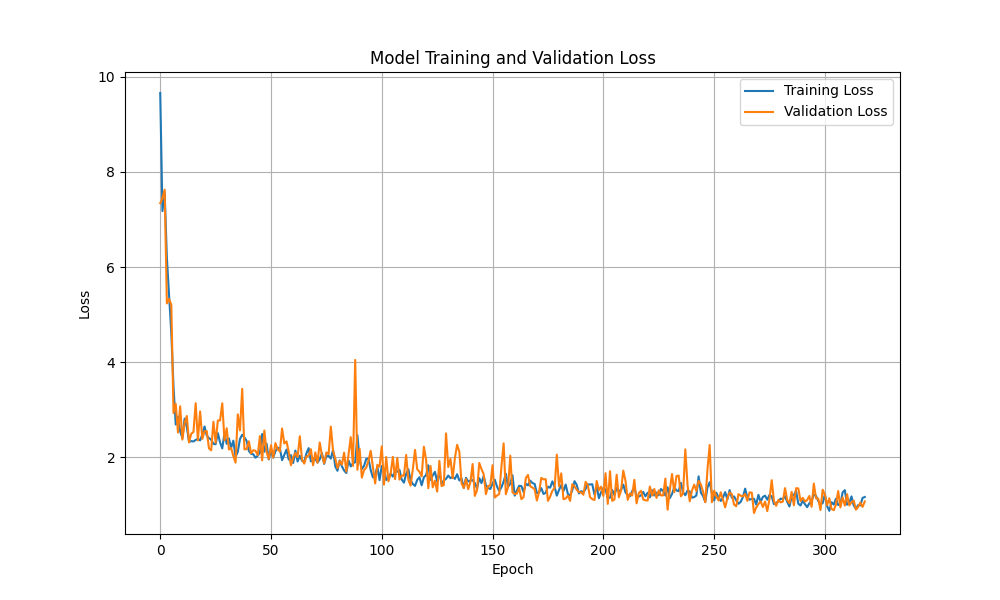 Model Training and Validation Loss
10
8
6
4
2
Loss
Training Loss
Validation Loss
0
50
100
150
200
250
300
Epoch